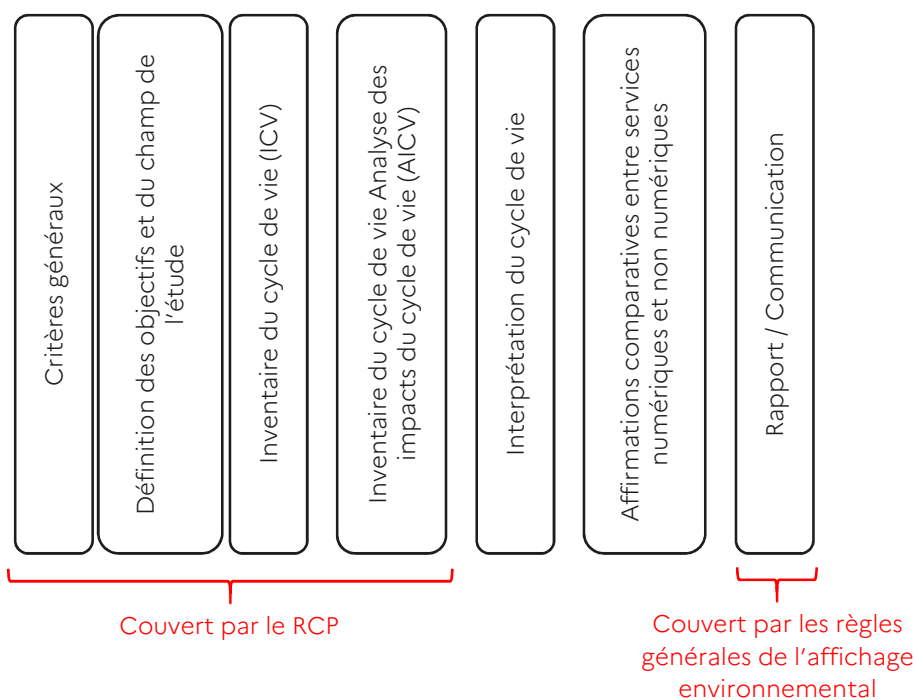 Critères généraux
Définition des objectifs et du champ de
l'étude
Inventaire du cycle de vie (ICV)
Inventaire du cycle de vie Analyse des
impacts du cycle de vie (AICV)
Interprétation du cycle de vie
Affirmations comparatives entre services
numériques et non numériques
Rapport / Communication
Couvert par le RCP
Couvert par les règles
générales de l'affichage
environnemental